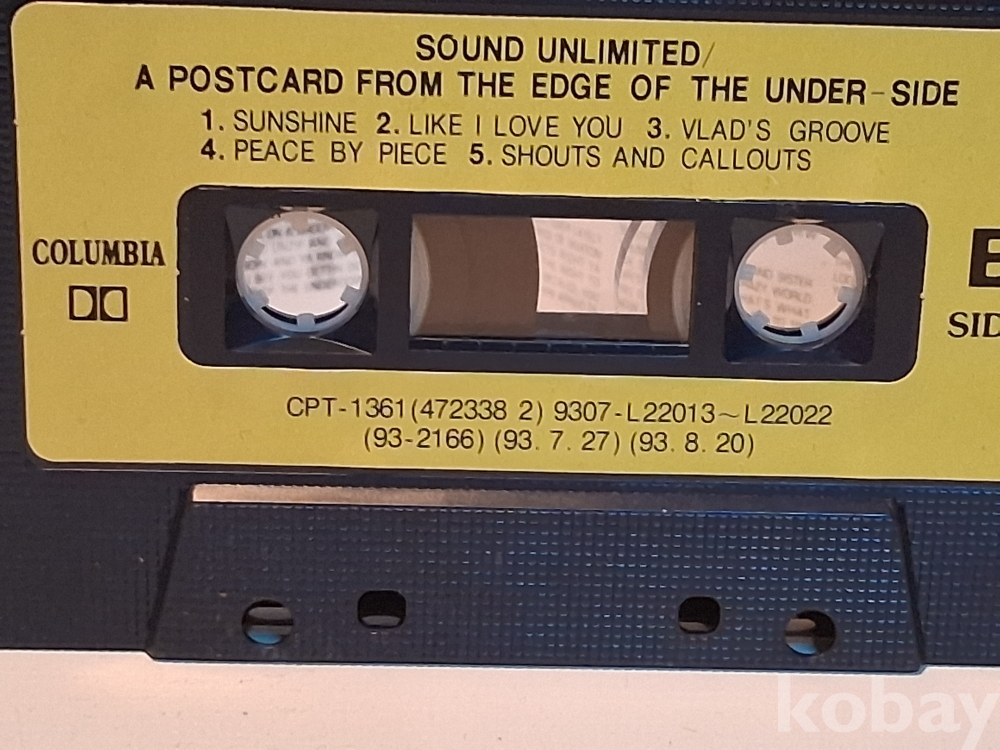 SOUND UNLIMITED/
A POSTCARD FROM THE EDGE OF THE UNDER-SIDE
1. SUNSHINE 2. LIKE I LOVE YOU 3. VLAD'S GROOVE
4. PEACE BY PIECE 5. SHOUTS AND CALLOUTS
COLUMBIA
SISTER
WORLD
CPT-1361(472338 2) 9307-L22013~L22022
(93-2166) (93. 7. 27) (93. 8. 20)
kobay